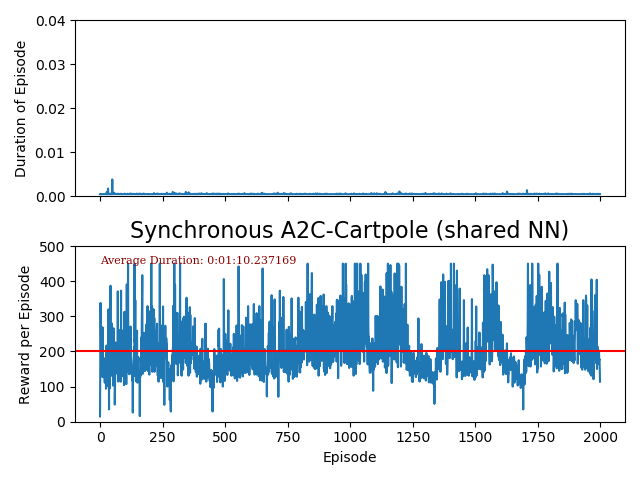 0.04
0.03
0.02
0.01
0.00
Duration of Episode
Synchronous A2C-Cartpole (shared NN)
500
400
300
200
100
0
Reward per Episode
Average Duration: 0:01:10.237169
0 250 500 750 1000 1250 1500 1750 2000
Episode